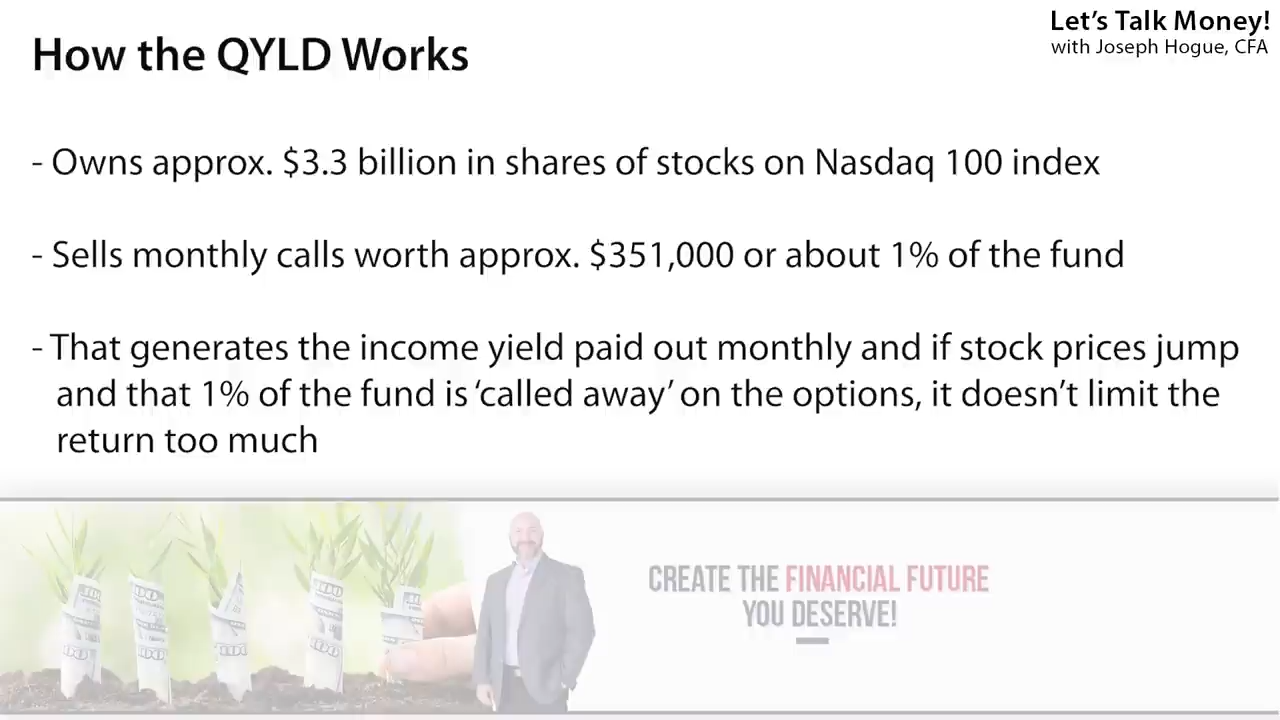 Let's Talk Money!
with Joseph Hogue, CFA
How the QYLD Works
- Owns approx. $3.3 billion in shares of stocks on Nasdaq 100 index
- Sells monthly calls worth approx. $351,000 or about 1% of the fund
- That generates the income yield paid out monthly and if stock prices jump
and that 1% of the fund is ‘called away’ on the options, it doesn’t limit the
return too much
CREATE THE FINANCIAL FUTURE
YOU DESERVE!